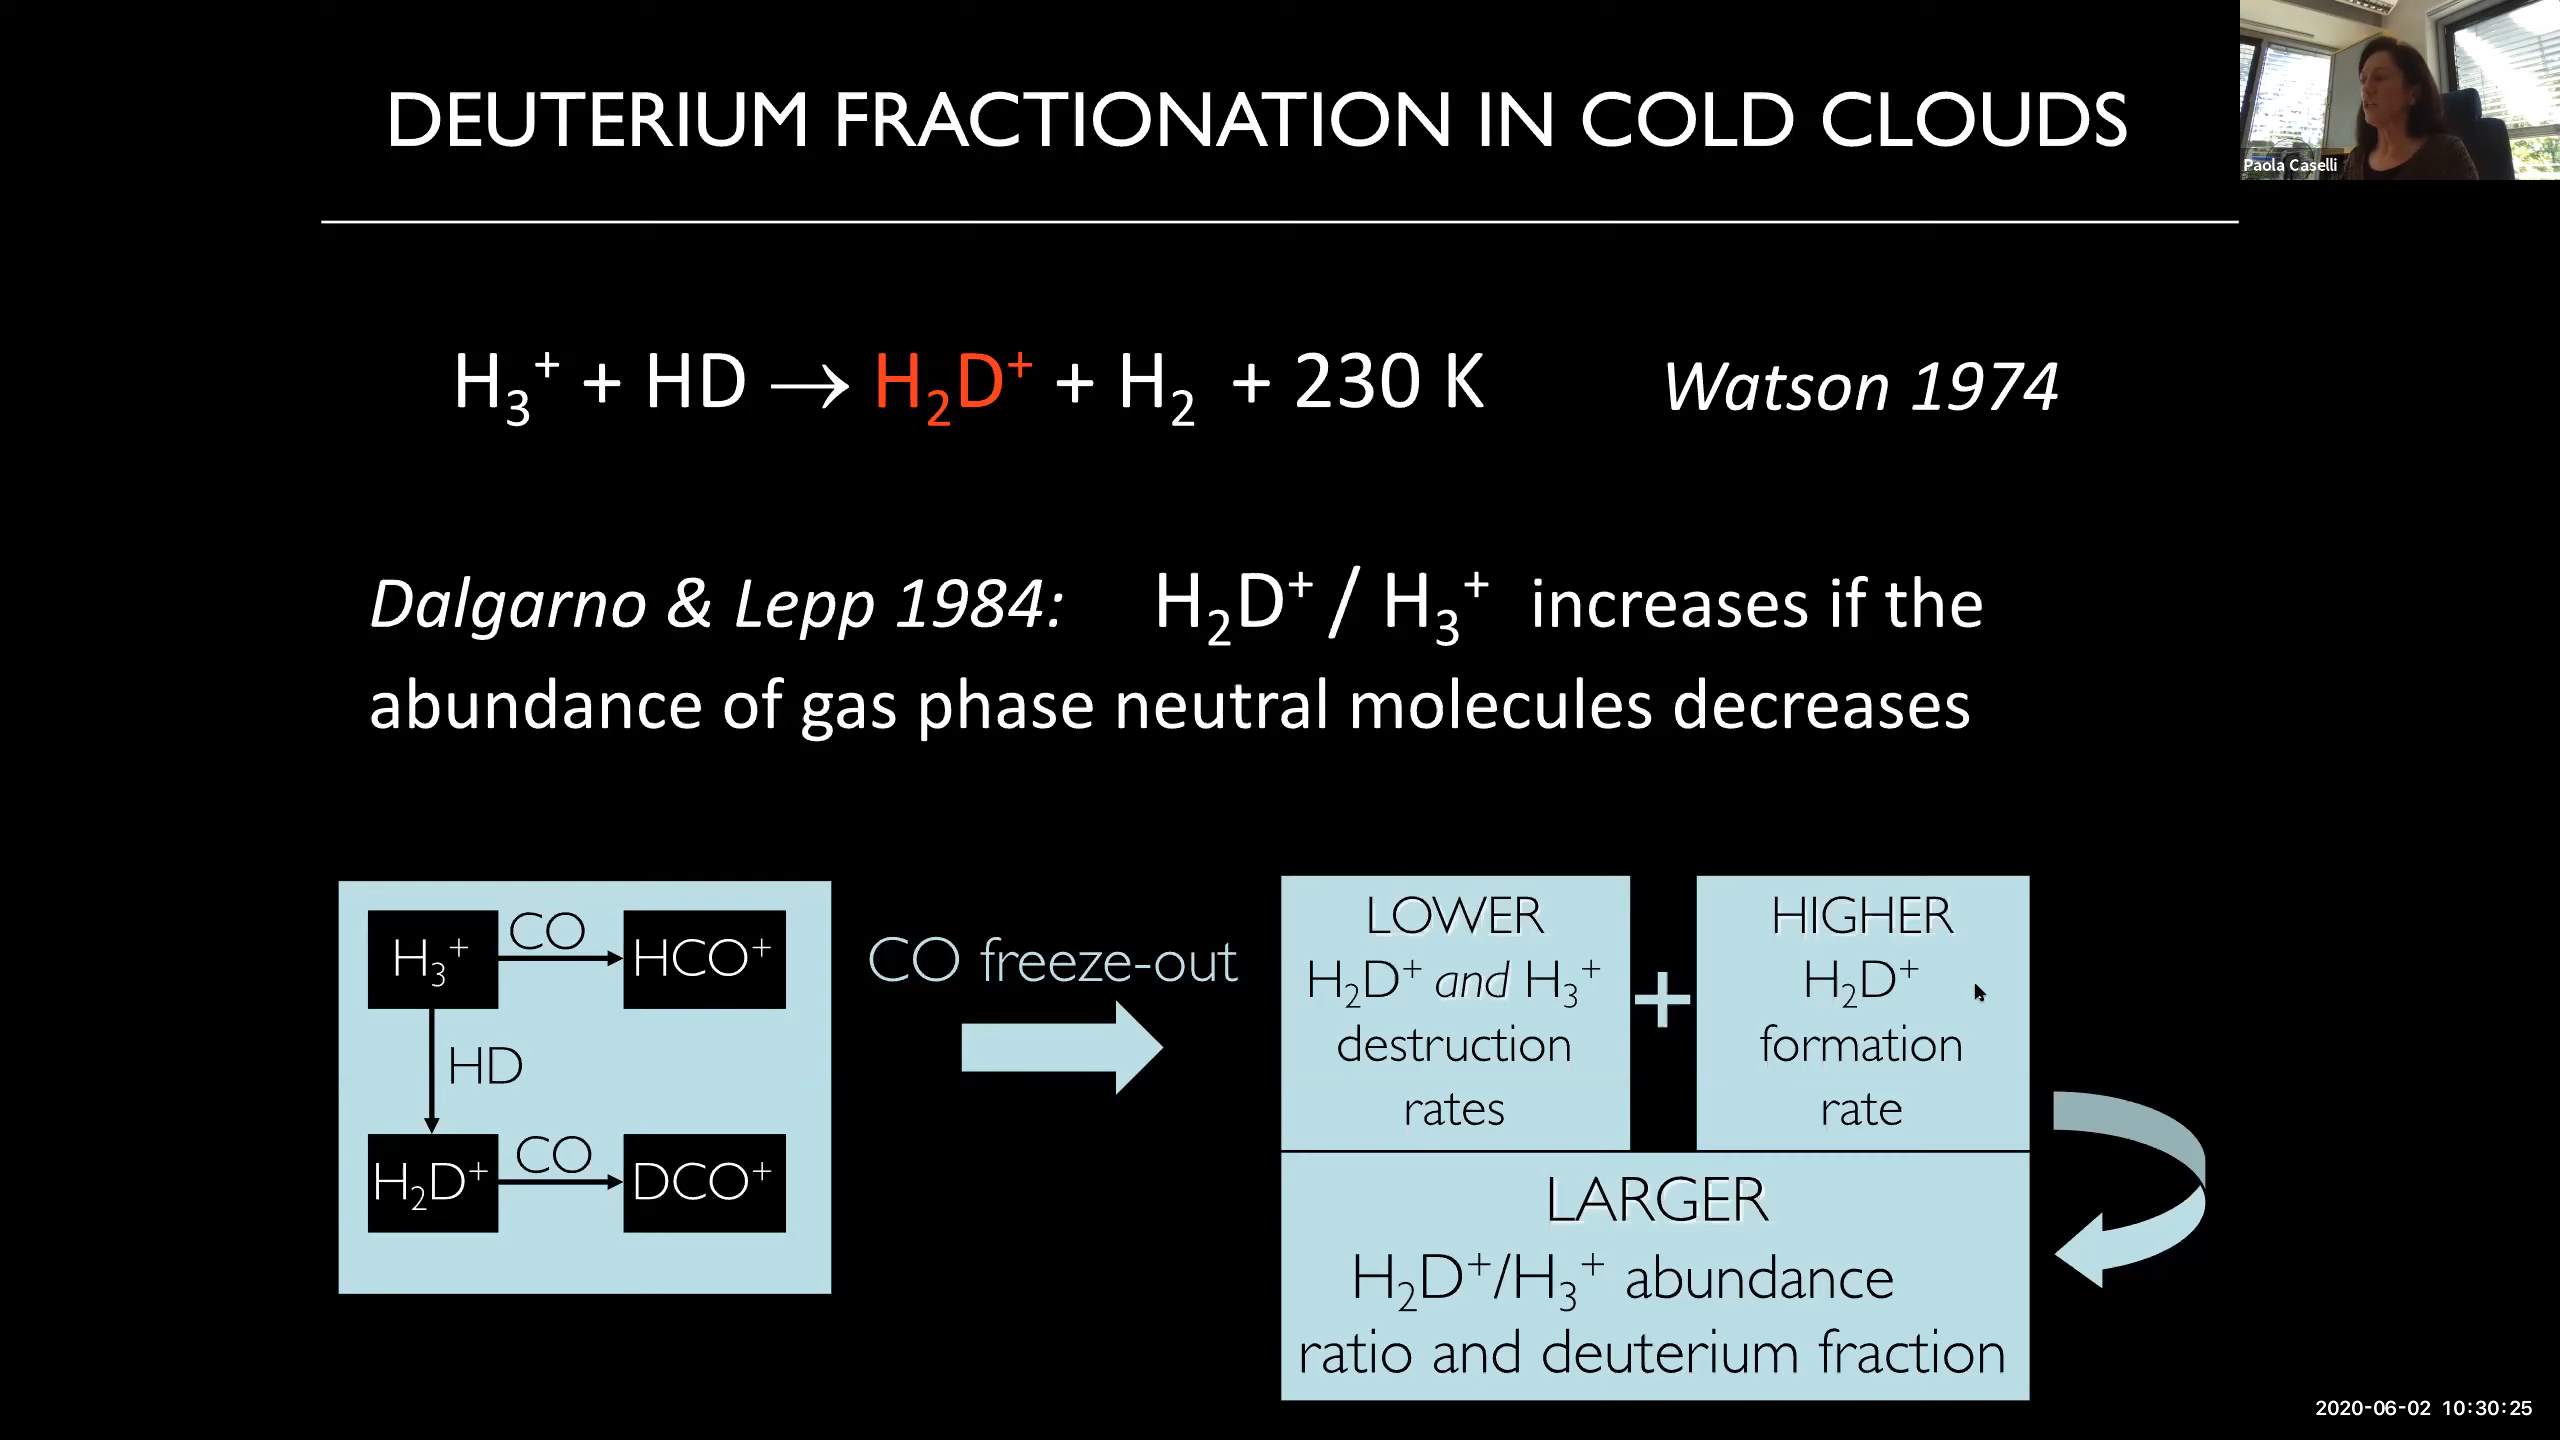 DEUTERIUM FRACTIONATION IN COLD CLOUDS
Paola Caselli
H₃⁺ + HD → H₂D⁺ + H₂ + 230 K
Watson 1974
Dalgarno & Lepp 1984: H₂D⁺ / H₃⁺ increases if the
abundance of gas phase neutral molecules decreases
H₃⁺
CO
HCO⁺
HD
H₂D⁺
CO
DCO⁺
CO freeze-out
LOWER
H₂D⁺ and H₃⁺
destruction
rates
+
HIGHER
H₂D⁺
formation
rate
LARGER
H₂D⁺/H₃⁺ abundance
ratio and deuterium fraction
2020-06-02 10:30:25